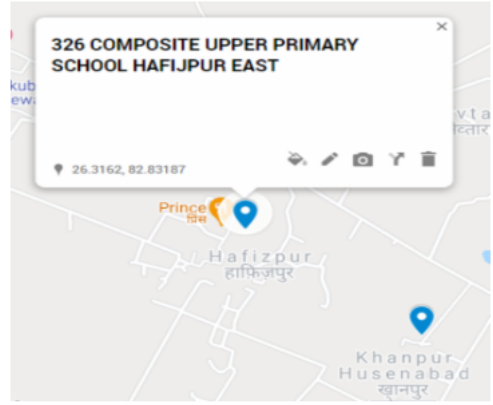 326 COMPOSITE UPPER PRIMARY
SCHOOL HAFIJPUR EAST
26.3162, 82.83187
Prince
प्रिंस
Hafizpur
हाफ़िज़पुर
Khanpur
Husenabad
खानपुर